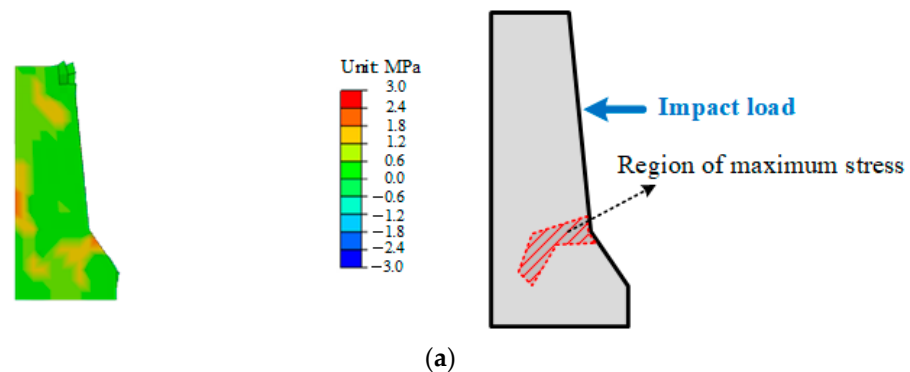 Unit: MPa
3.0
2.4
1.8
1.2
0.6
0.0
−0.6
−1.2
−1.8
−2.4
−3.0
Impact load
Region of maximum stress
(a)